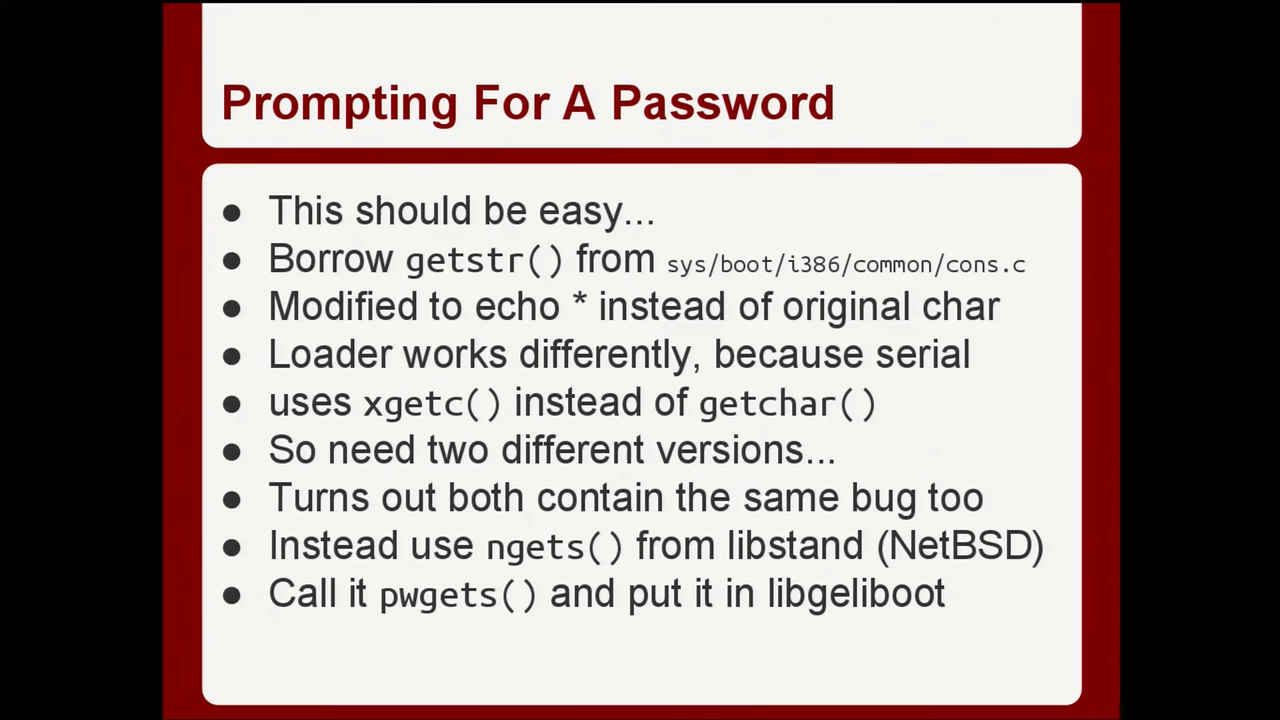 Prompting For A Password
● This should be easy...
● Borrow getstr() from sys/boot/i386/common/cons.c
● Modified to echo * instead of original char
● Loader works differently, because serial
● uses xgetc() instead of getchar()
● So need two different versions...
● Turns out both contain the same bug too
● Instead use ngets() from libstand (NetBSD)
● Call it pwgets() and put it in libgeliboot